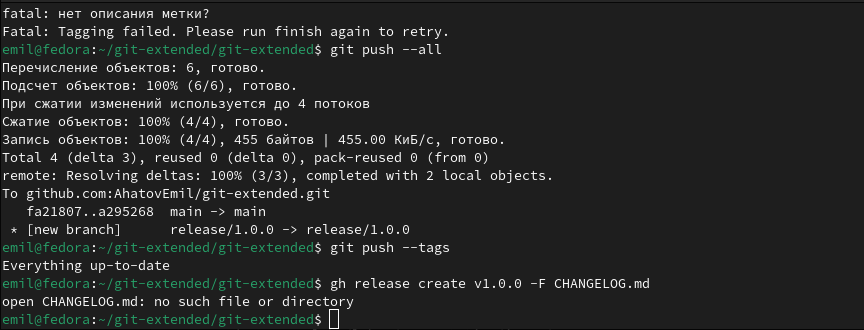 fatal: нет описания метки?
Fatal: Tagging failed. Please run finish again to retry.
emil@fedora:~/git-extended/git-extended$ git push --all
Перечисление объектов: 6, готово.
Подсчет объектов: 100% (6/6), готово.
При сжатии изменений используется до 4 потоков
Сжатие объектов: 100% (4/4), готово.
Запись объектов: 100% (4/4), 455 байтов | 455.00 КиБ/с, готово.
Total 4 (delta 3), reused 0 (delta 0), pack-reused 0 (from 0)
remote: Resolving deltas: 100% (3/3), completed with 2 local objects.
To github.com:AhatovEmil/git-extended.git
   fa21807..a295268  main -> main
 * [new branch]      release/1.0.0 -> release/1.0.0
emil@fedora:~/git-extended/git-extended$ git push --tags
Everything up-to-date
emil@fedora:~/git-extended/git-extended$ gh release create v1.0.0 -F CHANGELOG.md
open CHANGELOG.md: no such file or directory
emil@fedora:~/git-extended/git-extended$